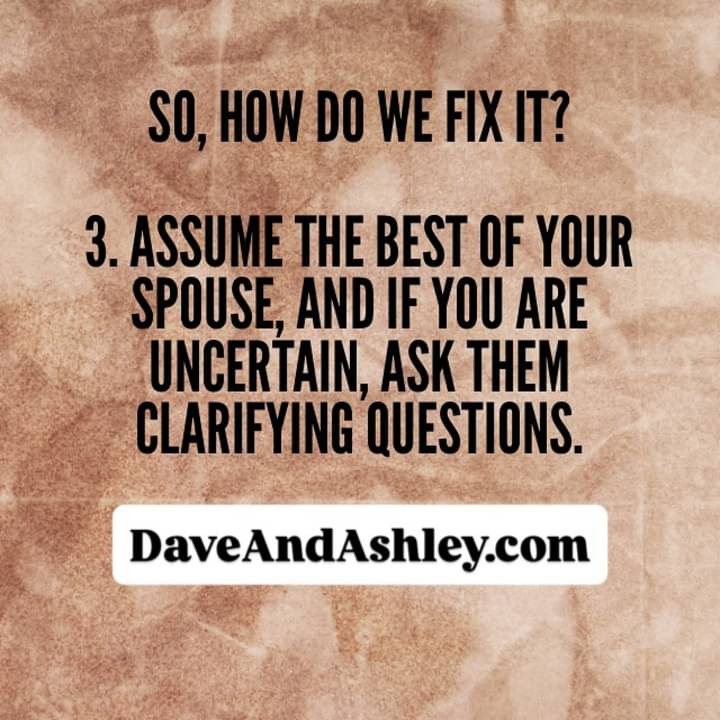 SO, HOW DO WE FIX IT?
3. ASSUME THE BEST OF YOUR
SPOUSE, AND IF YOU ARE
UNCERTAIN, ASK THEM
CLARIFYING QUESTIONS.
DaveAndAshley.com